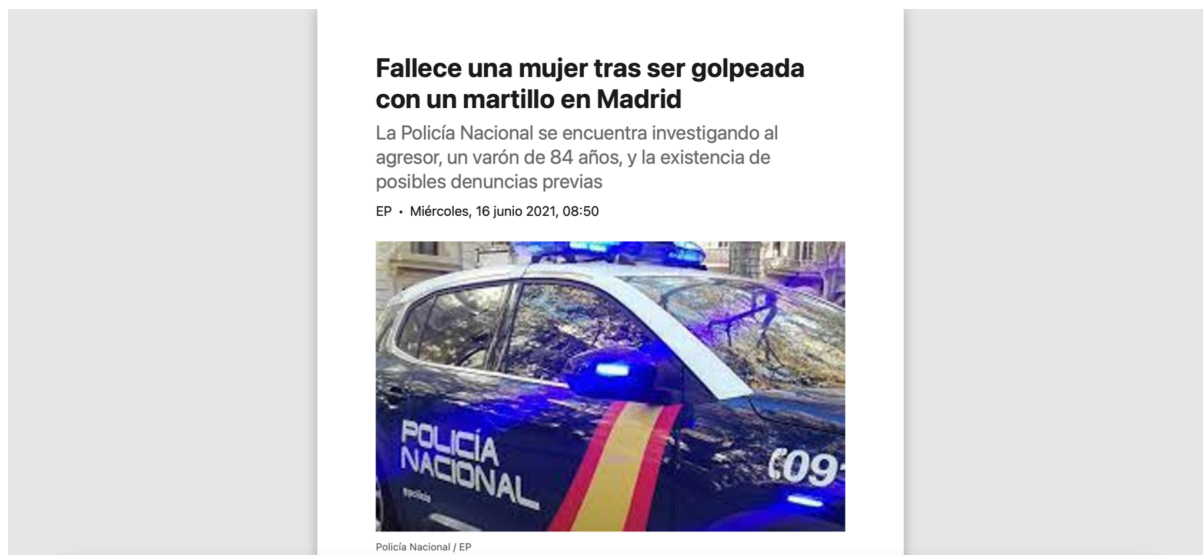 Fallece una mujer tras ser golpeada
con un martillo en Madrid
La Policía Nacional se encuentra investigando al
agresor, un varón de 84 años, y la existencia de
posibles denuncias previas
EP • Miércoles, 16 junio 2021, 08:50
POLICÍA
NACIONAL
@policia
091
Policía Nacional / EP